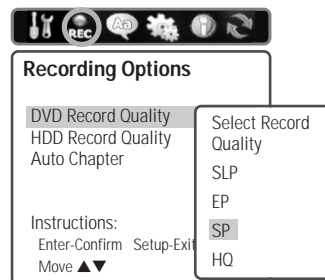 REC
Aa
i
Recording Options
DVD Record Quality
HDD Record Quality
Auto Chapter
Select Record
Quality
SLP
EP
SP
HQ
Instructions:
Enter-Confirm Setup-Exit
Move ▲▼